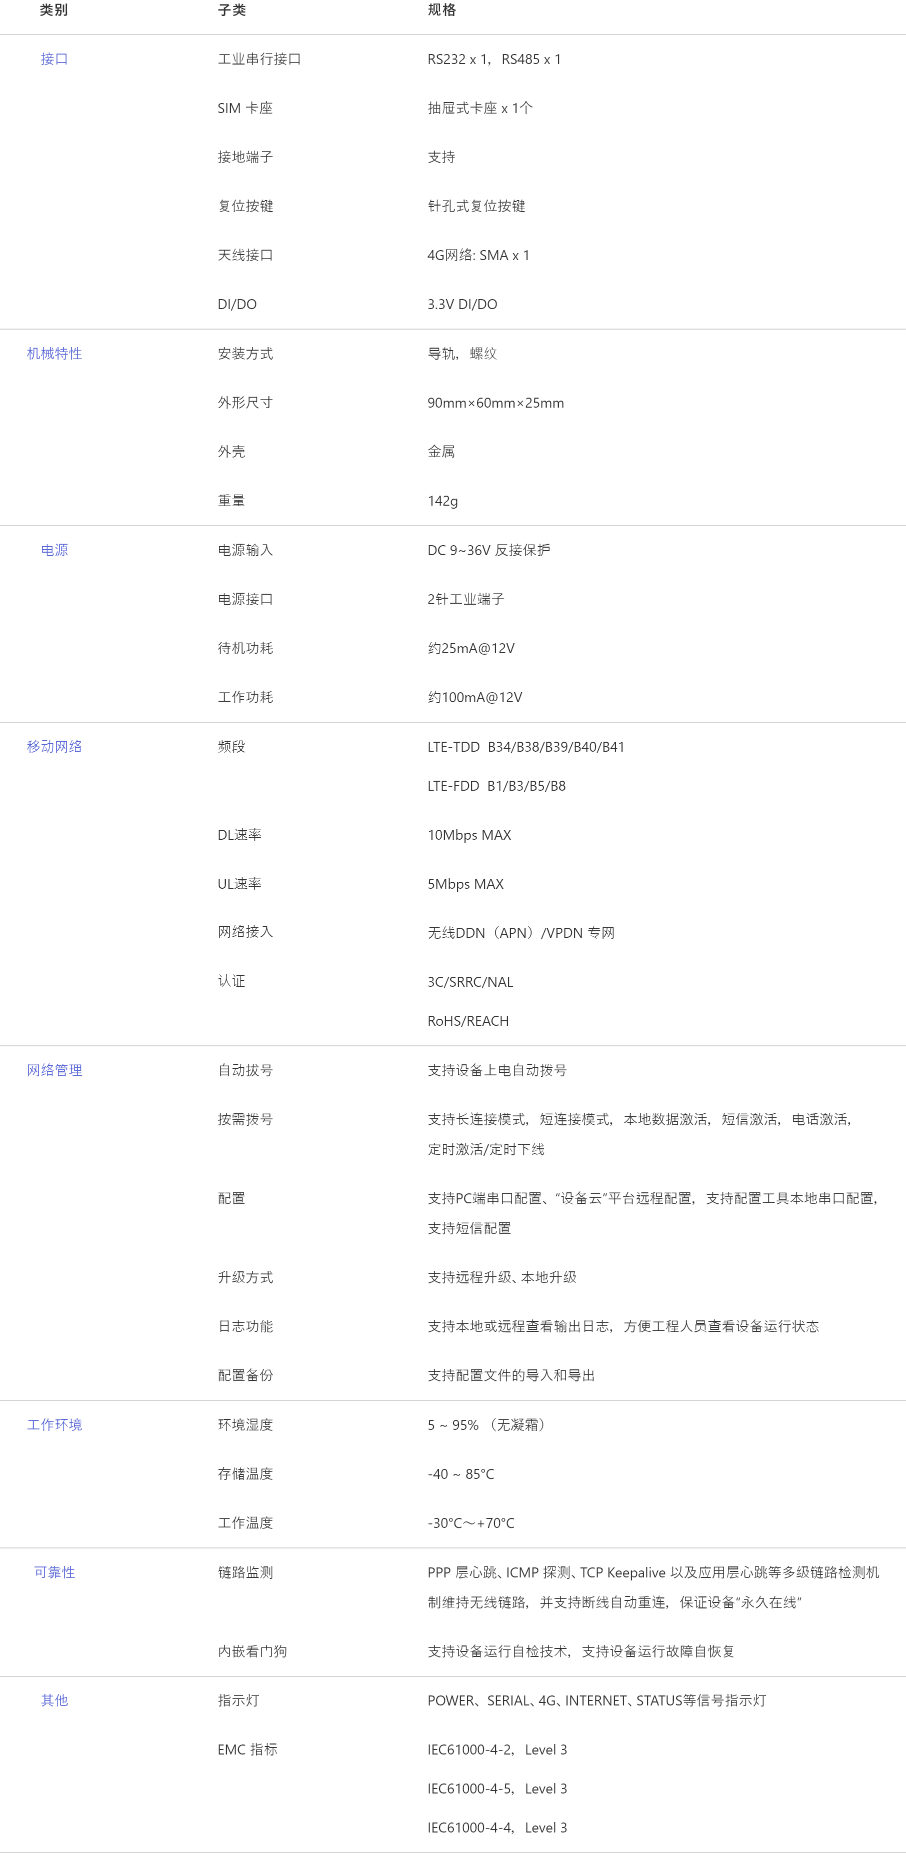 类别 子类 规格
接口 工业串行接口 RS232 x 1，RS485 x 1
SIM 卡座 抽屉式卡座 x 1个
接地端子 支持
复位按键 针孔式复位按键
天线接口 4G网络: SMA x 1
DI/DO 3.3V DI/DO
机械特性 安装方式 导轨，螺纹
外形尺寸 90mm×60mm×25mm
外壳 金属
重量 142g
电源 电源输入 DC 9~36V 反接保护
电源接口 2针工业端子
待机功耗 约25mA@12V
工作功耗 约100mA@12V
移动网络 频段 LTE-TDD B34/B38/B39/B40/B41
LTE-FDD B1/B3/B5/B8
DL速率 10Mbps MAX
UL速率 5Mbps MAX
网络接入 无线DDN（APN）/VPDN 专网
认证 3C/SRRC/NAL
RoHS/REACH
网络管理 自动拔号 支持设备上电自动拨号
按需拨号 支持长连接模式，短连接模式，本地数据激活，短信激活，电话激活，
定时激活/定时下线
配置 支持PC端串口配置、“设备云”平台远程配置，支持配置工具本地串口配置，
支持短信配置
升级方式 支持远程升级、本地升级
日志功能 支持本地或远程查看输出日志，方便工程人员查看设备运行状态
配置备份 支持配置文件的导入和导出
工作环境 环境湿度 5 ~ 95% （无凝霜）
存储温度 -40 ~ 85°C
工作温度 -30°C～+70°C
可靠性 链路监测 PPP 层心跳、ICMP 探测、TCP Keepalive 以及应用层心跳等多级链路检测机
制维持无线链路，并支持断线自动重连，保证设备“永久在线”
内嵌看门狗 支持设备运行自检技术，支持设备运行故障自恢复
其他 指示灯 POWER、SERIAL、4G、INTERNET、STATUS等信号指示灯
EMC 指标 IEC61000-4-2，Level 3
IEC61000-4-5，Level 3
IEC61000-4-4，Level 3